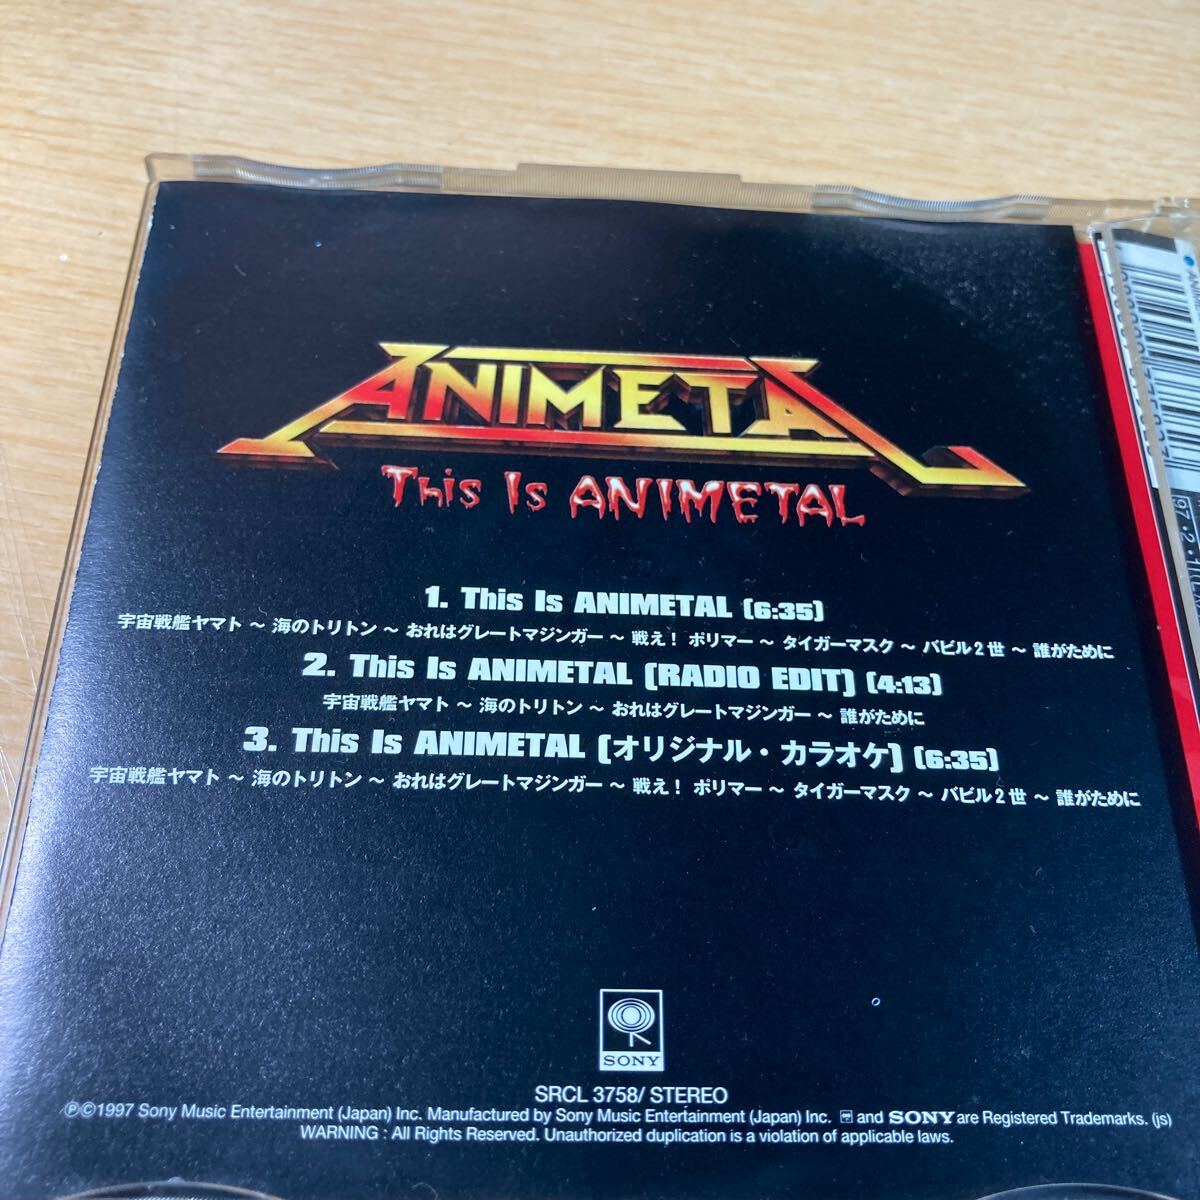 ANIMETAL
This Is ANIMETAL
1. This Is ANIMETAL (6:35)
宇宙戦艦ヤマト 〜 海のトリトン 〜 おれはグレートマジンガー 〜 戦え! ポリマー 〜 タイガーマスク 〜 バビル2世 〜 誰がために
2. This Is ANIMETAL (RADIO EDIT) (4:13)
宇宙戦艦ヤマト 〜 海のトリトン 〜 おれはグレートマジンガー 〜 誰がために
3. This Is ANIMETAL (オリジナル・カラオケ) (6:35)
宇宙戦艦ヤマト 〜 海のトリトン 〜 おれはグレートマジンガー 〜 戦え! ポリマー 〜 タイガーマスク 〜 バビル2世 〜 誰がために
SONY
SRCL 3758/ STEREO
℗©1997 Sony Music Entertainment (Japan) Inc. Manufactured by Sony Music Entertainment (Japan) Inc. and SONY are Registered Trademarks. (js)
WARNING : All Rights Reserved. Unauthorized duplication is a violation of applicable laws.